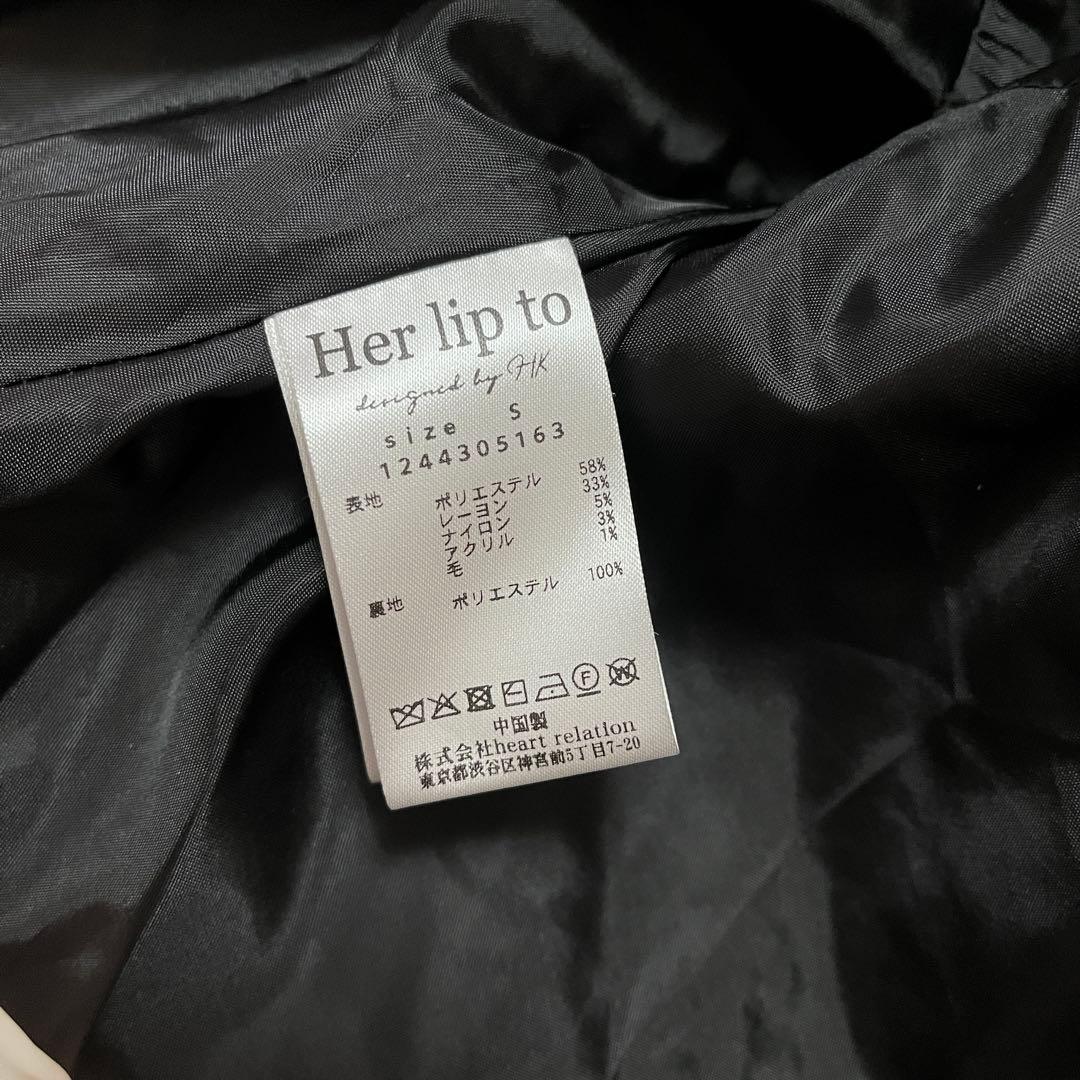 Her lip to
designed by HK
size S
1244305163
表地 ポリエステル 58%
レーヨン 33%
ナイロン 5%
アクリル 3%
毛 1%
裏地 ポリエステル 100%
F W
中国製
株式会社heart relation
東京都渋谷区神宮前5丁目7-20